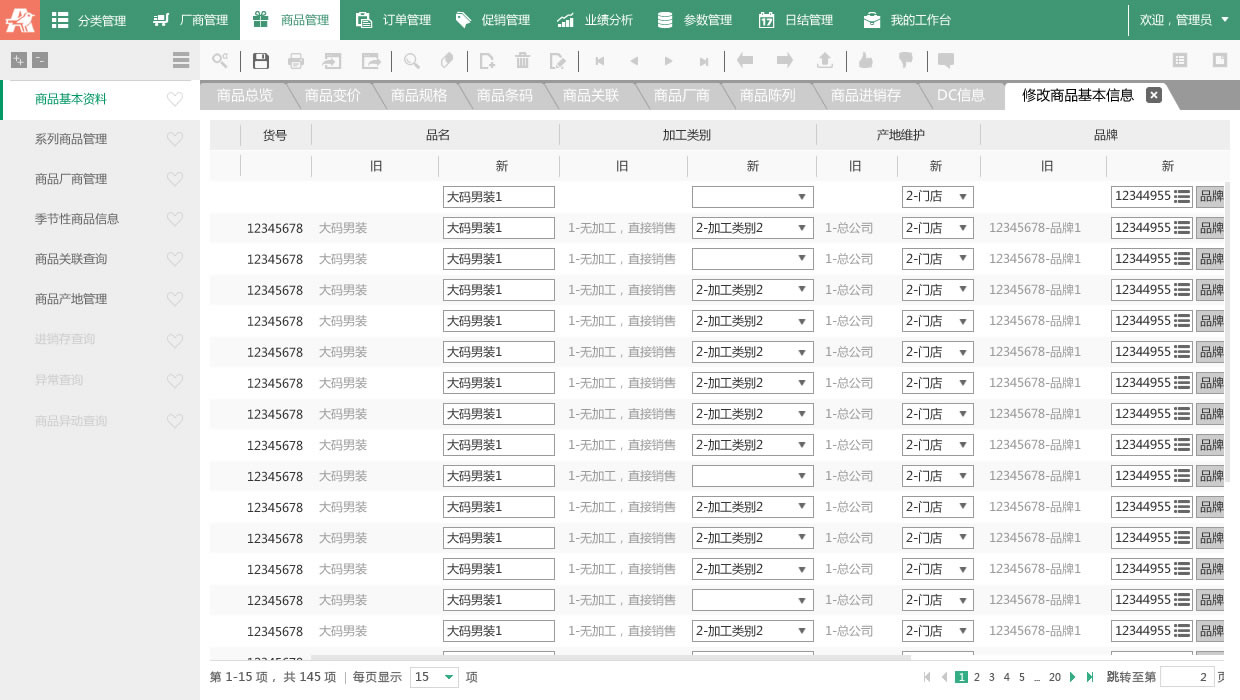 分类管理 厂商管理 商品管理 订单管理 促销管理 业绩分析 参数管理 日结管理 我的工作台 欢迎，管理员
商品总览 商品变价 商品规格 商品条码 商品关联 商品厂商 商品陈列 商品进销存 DC信息 修改商品基本信息
商品基本资料
系列商品管理
商品厂商管理
季节性商品信息
商品关联查询
商品产地管理
进销存查询
异常查询
商品异动查询
货号 品名 加工类别 产地维护 品牌
旧 新 旧 新 旧 新 旧 新
大码男装1 2-门店 12344955 品牌
12345678 大码男装 大码男装1 1-无加工，直接销售 2-加工类别2 1-总公司 2-门店 12345678-品牌1 12344955 品牌
12345678 大码男装 大码男装1 1-无加工，直接销售 1-总公司 2-门店 12345678-品牌1 12344955 品牌
12345678 大码男装 大码男装1 1-无加工，直接销售 2-加工类别2 1-总公司 2-门店 12345678-品牌1 12344955 品牌
12345678 大码男装 大码男装1 1-无加工，直接销售 2-加工类别2 1-总公司 2-门店 12345678-品牌1 12344955 品牌
12345678 大码男装 大码男装1 1-无加工，直接销售 2-加工类别2 1-总公司 2-门店 12345678-品牌1 12344955 品牌
12345678 大码男装 大码男装1 1-无加工，直接销售 2-加工类别2 1-总公司 2-门店 12345678-品牌1 12344955 品牌
12345678 大码男装 大码男装1 1-无加工，直接销售 2-加工类别2 1-总公司 2-门店 12345678-品牌1 12344955 品牌
12345678 大码男装 大码男装1 1-无加工，直接销售 2-加工类别2 1-总公司 2-门店 12345678-品牌1 12344955 品牌
12345678 大码男装 大码男装1 1-无加工，直接销售 1-总公司 2-门店 12345678-品牌1 12344955 品牌
12345678 大码男装 大码男装1 1-无加工，直接销售 2-加工类别2 1-总公司 2-门店 12345678-品牌1 12344955 品牌
12345678 大码男装 大码男装1 1-无加工，直接销售 2-加工类别2 1-总公司 2-门店 12345678-品牌1 12344955 品牌
12345678 大码男装 大码男装1 1-无加工，直接销售 2-加工类别2 1-总公司 2-门店 12345678-品牌1 12344955 品牌
12345678 大码男装 大码男装1 1-无加工，直接销售 1-总公司 2-门店 12345678-品牌1 12344955 品牌
12345678 大码男装 大码男装1 1-无加工，直接销售 2-加工类别2 1-总公司 2-门店 12345678-品牌1 12344955 品牌
第 1-15 项， 共 145 项 | 每页显示 15 项 1 2 3 4 5 ... 20 跳转至第 2